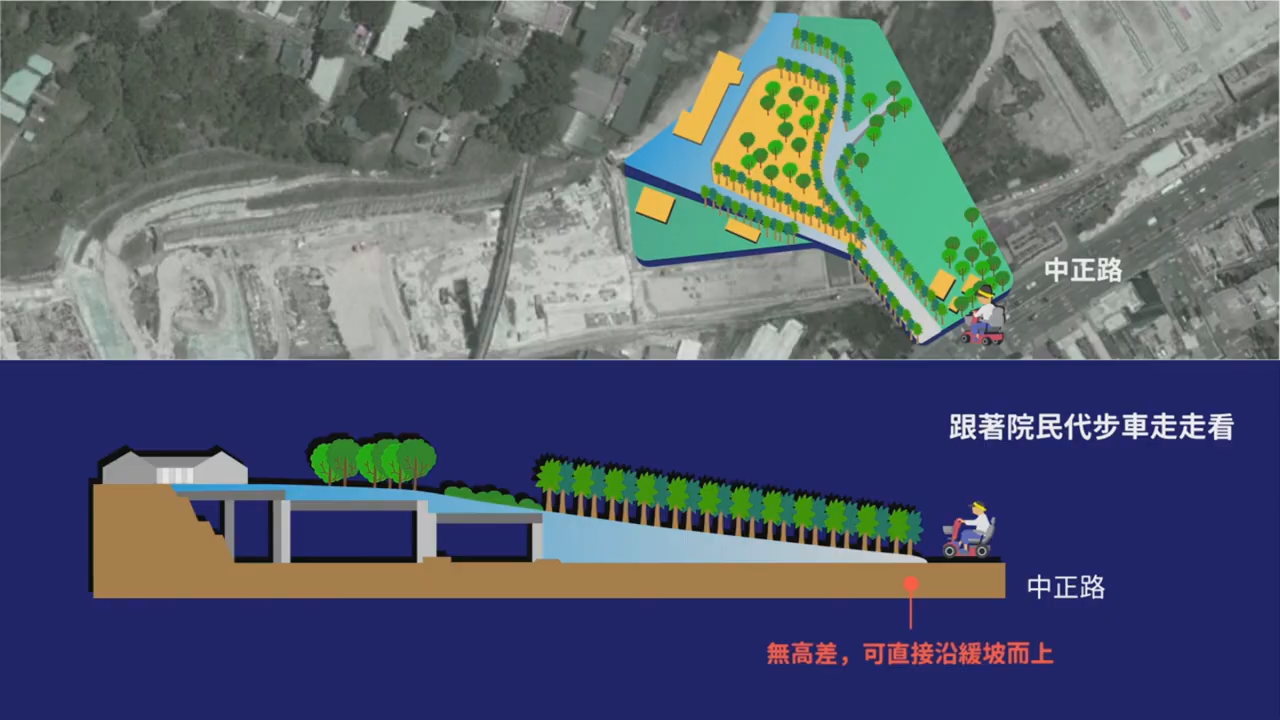 中正路
跟著院民代步車走走看
中正路
無高差，可直接沿緩坡而上